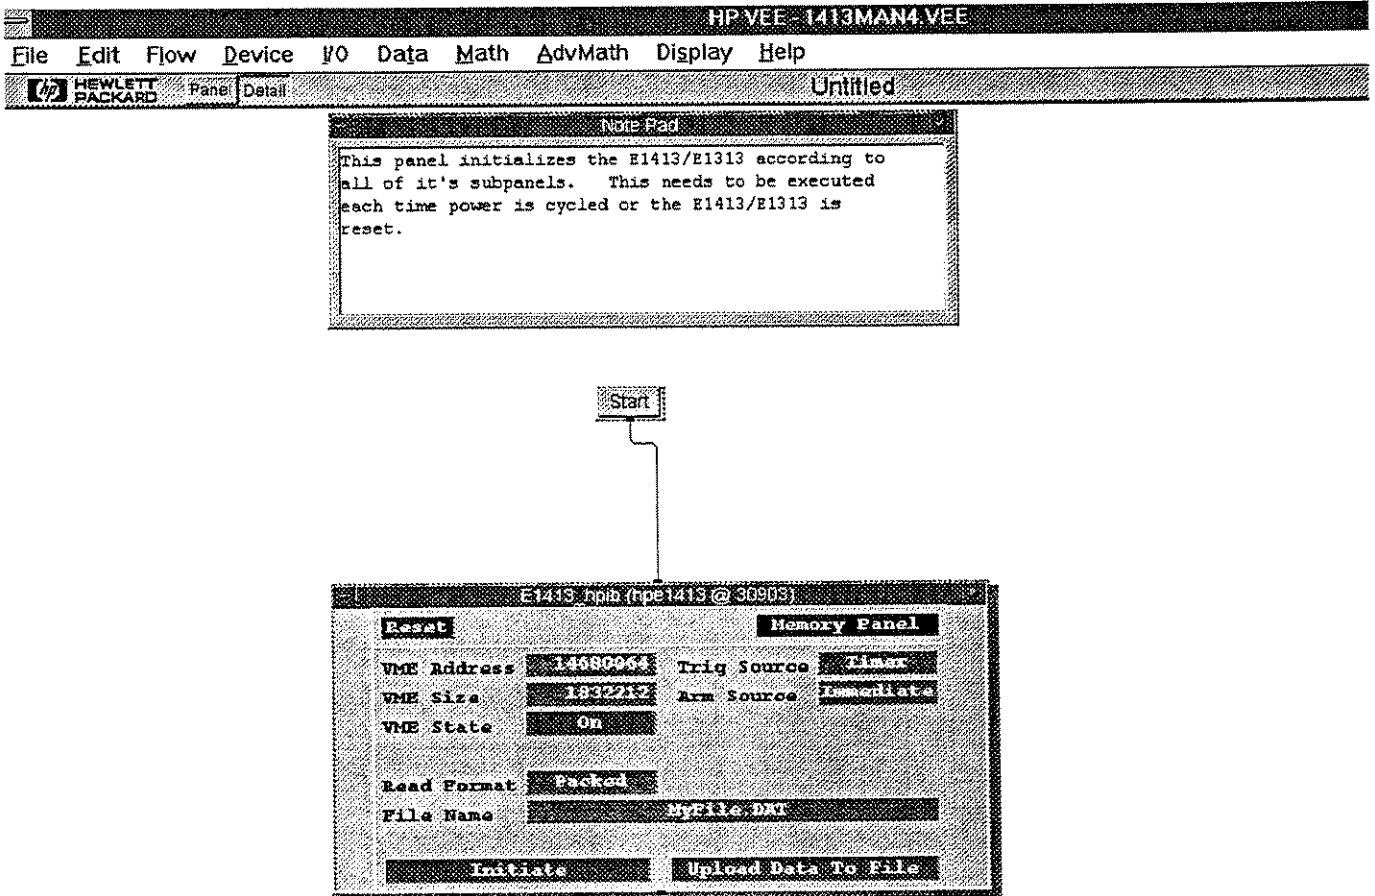 HP VEE - 1413MAN4.VEE
File Edit Flow Device I/O Data Math AdvMath Display Help
hp HEWLETT PACKARD Panel Detail Untitled
Note Pad
This panel initializes the E1413/E1313 according to
all of it's subpanels. This needs to be executed
each time power is cycled or the E1413/E1313 is
reset.
Start
E1413_hpib (hpe1413 @ 30903)
Reset Memory Panel
VME Address 14680064 Trig Source Timer
VME Size 1832212 Arm Source Immediate
VME State On
Read Format Packed
File Name MyFile.DAT
Initiate Upload Data To File